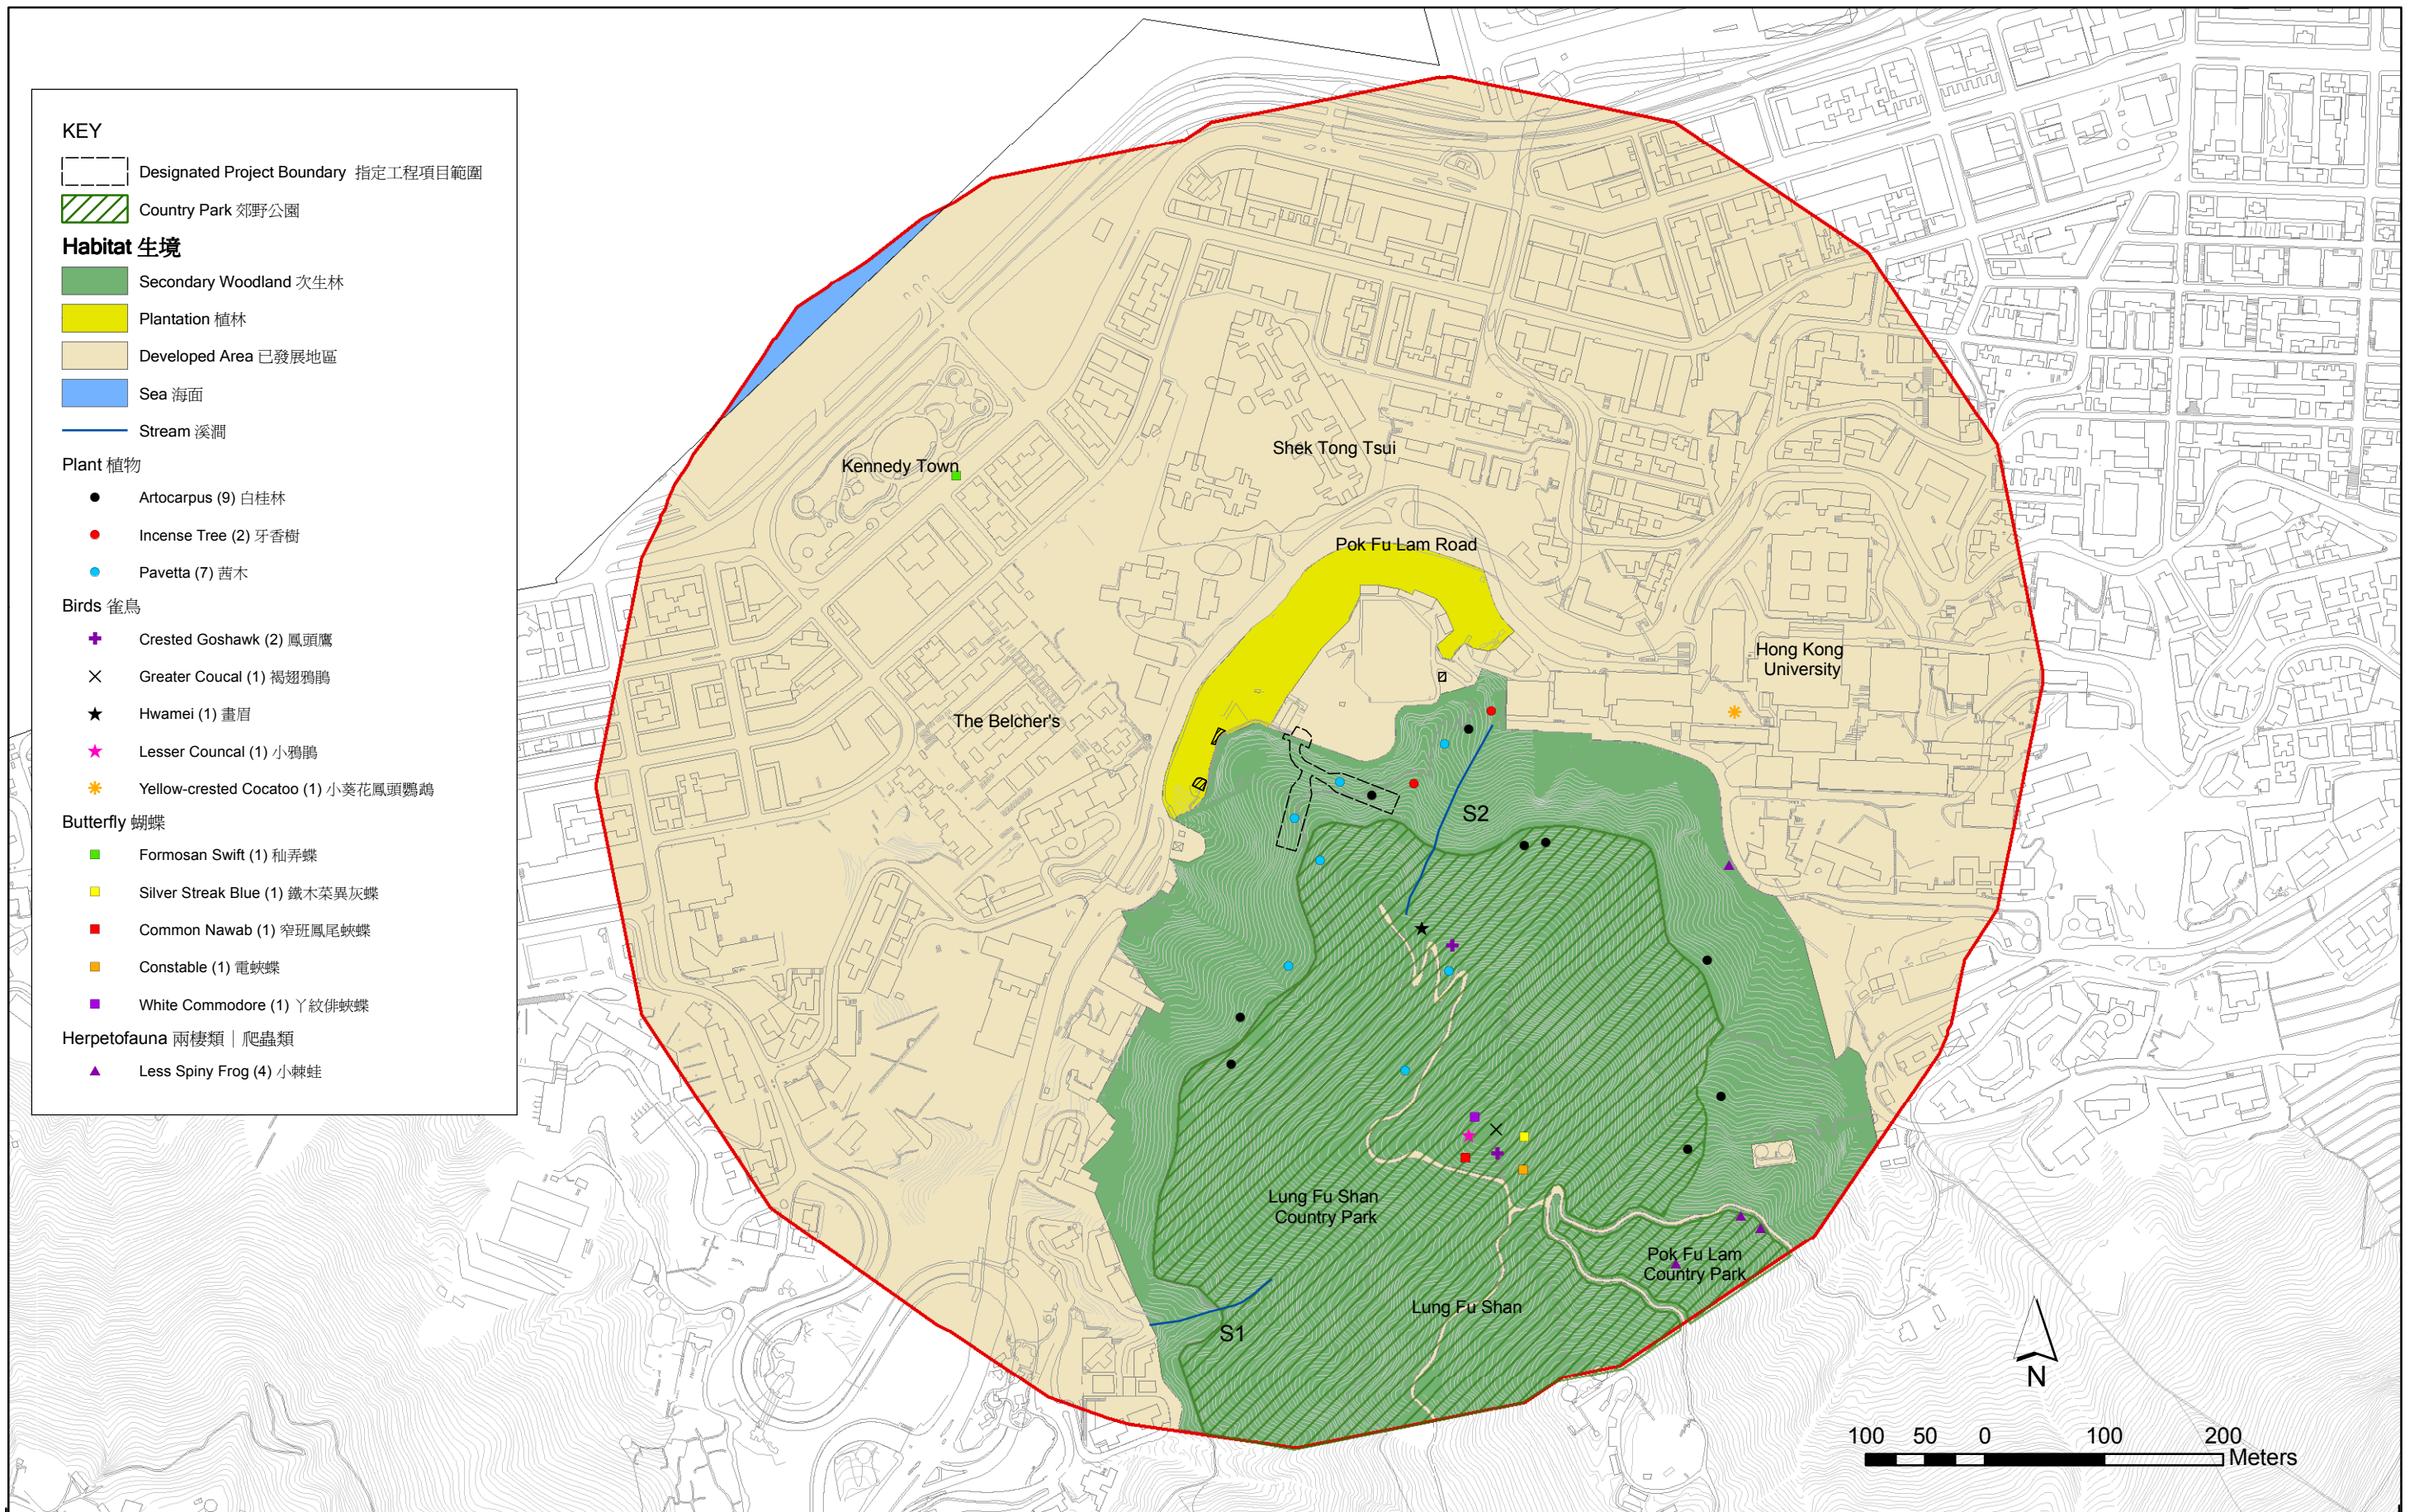 KEY
Designated Project Boundary 指定工程項目範圍
Country Park 郊野公園
Habitat 生境
Secondary Woodland 次生林
Plantation 植林
Developed Area 已發展地區
Sea 海面
Stream 溪澗
Plant 植物
Artocarpus (9) 白桂林
Incense Tree (2) 牙香樹
Pavetta (7) 茜木
Birds 雀鳥
Crested Goshawk (2) 鳳頭鷹
Greater Coucal (1) 褐翅鴉鵑
Hwamei (1) 畫眉
Lesser Councal (1) 小鴉鵑
Yellow-crested Cocatoo (1) 小葵花鳳頭鸚鵡
Butterfly 蝴蝶
Formosan Swift (1) 秈弄蝶
Silver Streak Blue (1) 鐵木萊異灰蝶
Common Nawab (1) 窄班鳳尾蛺蝶
Constable (1) 電蛺蝶
White Commodore (1) 丫紋俳蛺蝶
Herpetofauna 兩棲類｜爬蟲類
Less Spiny Frog (4) 小棘蛙
Kennedy Town
Shek Tong Tsui
Pok Fu Lam Road
Hong Kong
University
The Belcher's
S2
Lung Fu Shan
Country Park
Pok Fu Lam
Country Park
Lung Fu Shan
S1
N
100 50 0 100 200
Meters